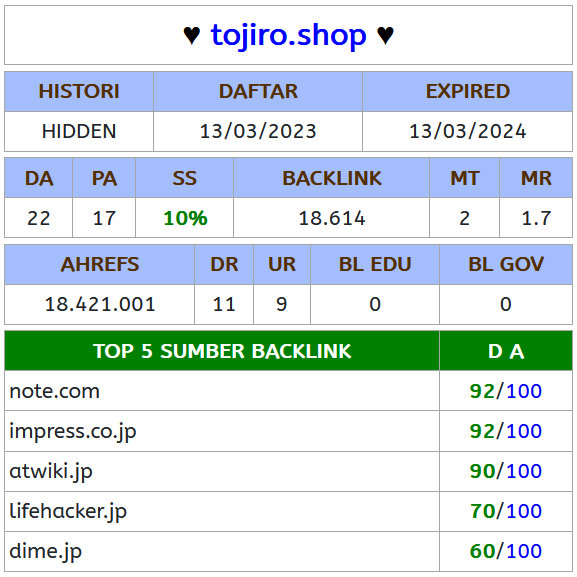 ♥ tojiro.shop ♥
HISTORI DAFTAR EXPIRED
HIDDEN 13/03/2023 13/03/2024
DA PA SS BACKLINK MT MR
22 17 10% 18.614 2 1.7
AHREFS DR UR BL EDU BL GOV
18.421.001 11 9 0 0
TOP 5 SUMBER BACKLINK D A
note.com 92/100
impress.co.jp 92/100
atwiki.jp 90/100
lifehacker.jp 70/100
dime.jp 60/100